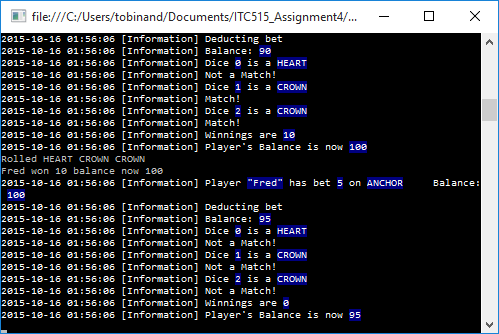 file:///C:/Users/tobinand/Documents/ITC515_Assignment4/...
2015-10-16 01:56:06 [Information] Deducting bet
2015-10-16 01:56:06 [Information] Balance: 90
2015-10-16 01:56:06 [Information] Dice 0 is a HEART
2015-10-16 01:56:06 [Information] Not a Match!
2015-10-16 01:56:06 [Information] Dice 1 is a CROWN
2015-10-16 01:56:06 [Information] Match!
2015-10-16 01:56:06 [Information] Dice 2 is a CROWN
2015-10-16 01:56:06 [Information] Match!
2015-10-16 01:56:06 [Information] Winnings are 10
2015-10-16 01:56:06 [Information] Player's Balance is now 100
Rolled HEART CROWN CROWN
Fred won 10 balance now 100
2015-10-16 01:56:06 [Information] Player "Fred" has bet 5 on ANCHOR     Balance:
100
2015-10-16 01:56:06 [Information] Deducting bet
2015-10-16 01:56:06 [Information] Balance: 95
2015-10-16 01:56:06 [Information] Dice 0 is a HEART
2015-10-16 01:56:06 [Information] Not a Match!
2015-10-16 01:56:06 [Information] Dice 1 is a CROWN
2015-10-16 01:56:06 [Information] Not a Match!
2015-10-16 01:56:06 [Information] Dice 2 is a CROWN
2015-10-16 01:56:06 [Information] Not a Match!
2015-10-16 01:56:06 [Information] Winnings are 0
2015-10-16 01:56:06 [Information] Player's Balance is now 95